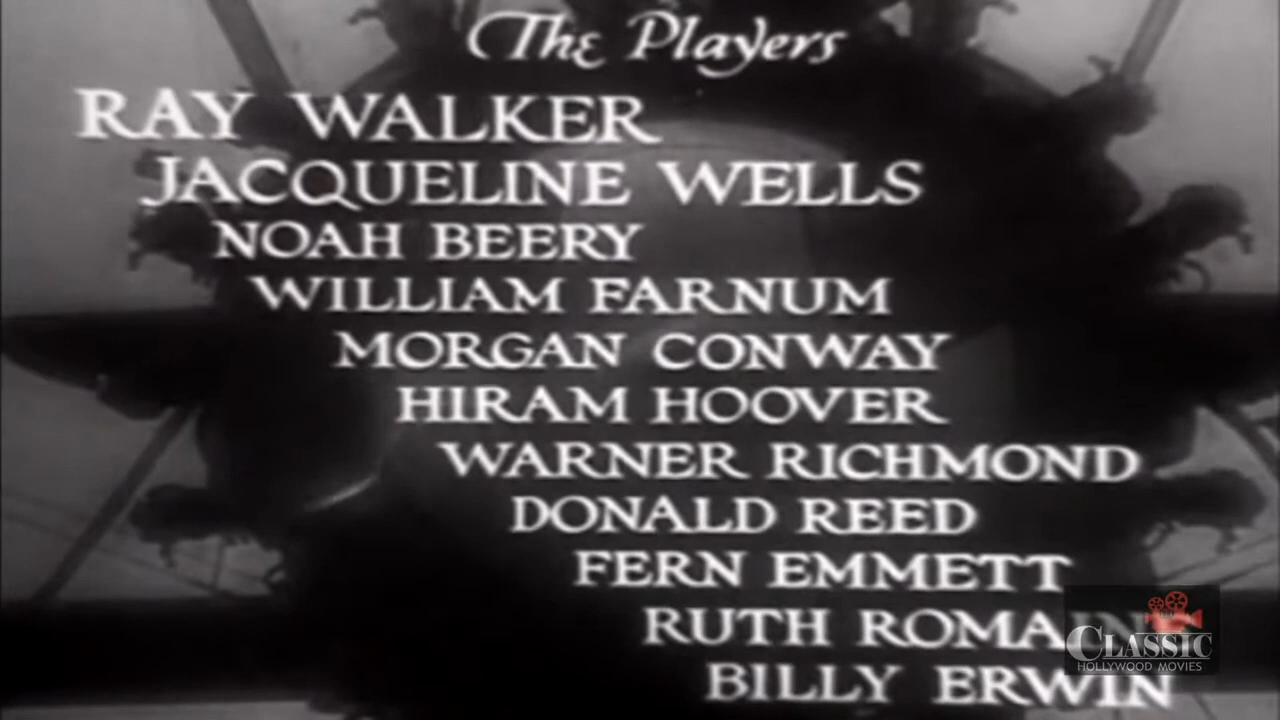 The Players
RAY WALKER
JACQUELINE WELLS
NOAH BEERY
WILLIAM FARNUM
MORGAN CONWAY
HIRAM HOOVER
WARNER RICHMOND
DONALD REED
FERN EMMETT
RUTH ROMAIN
BILLY ERWIN
CLASSIC
HOLLYWOOD MOVIES